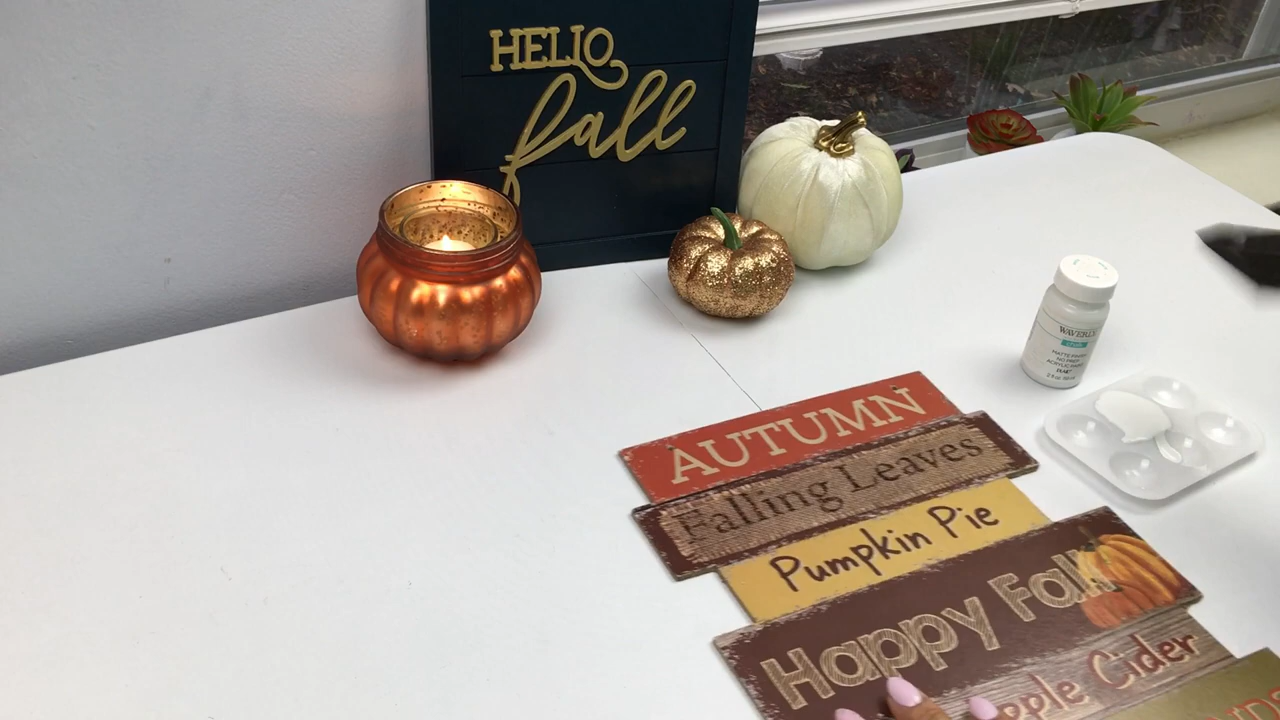 HELLO
fall
AUTUMN
Falling Leaves
Pumpkin Pie
Happy Fall
Cider
WAVERLY